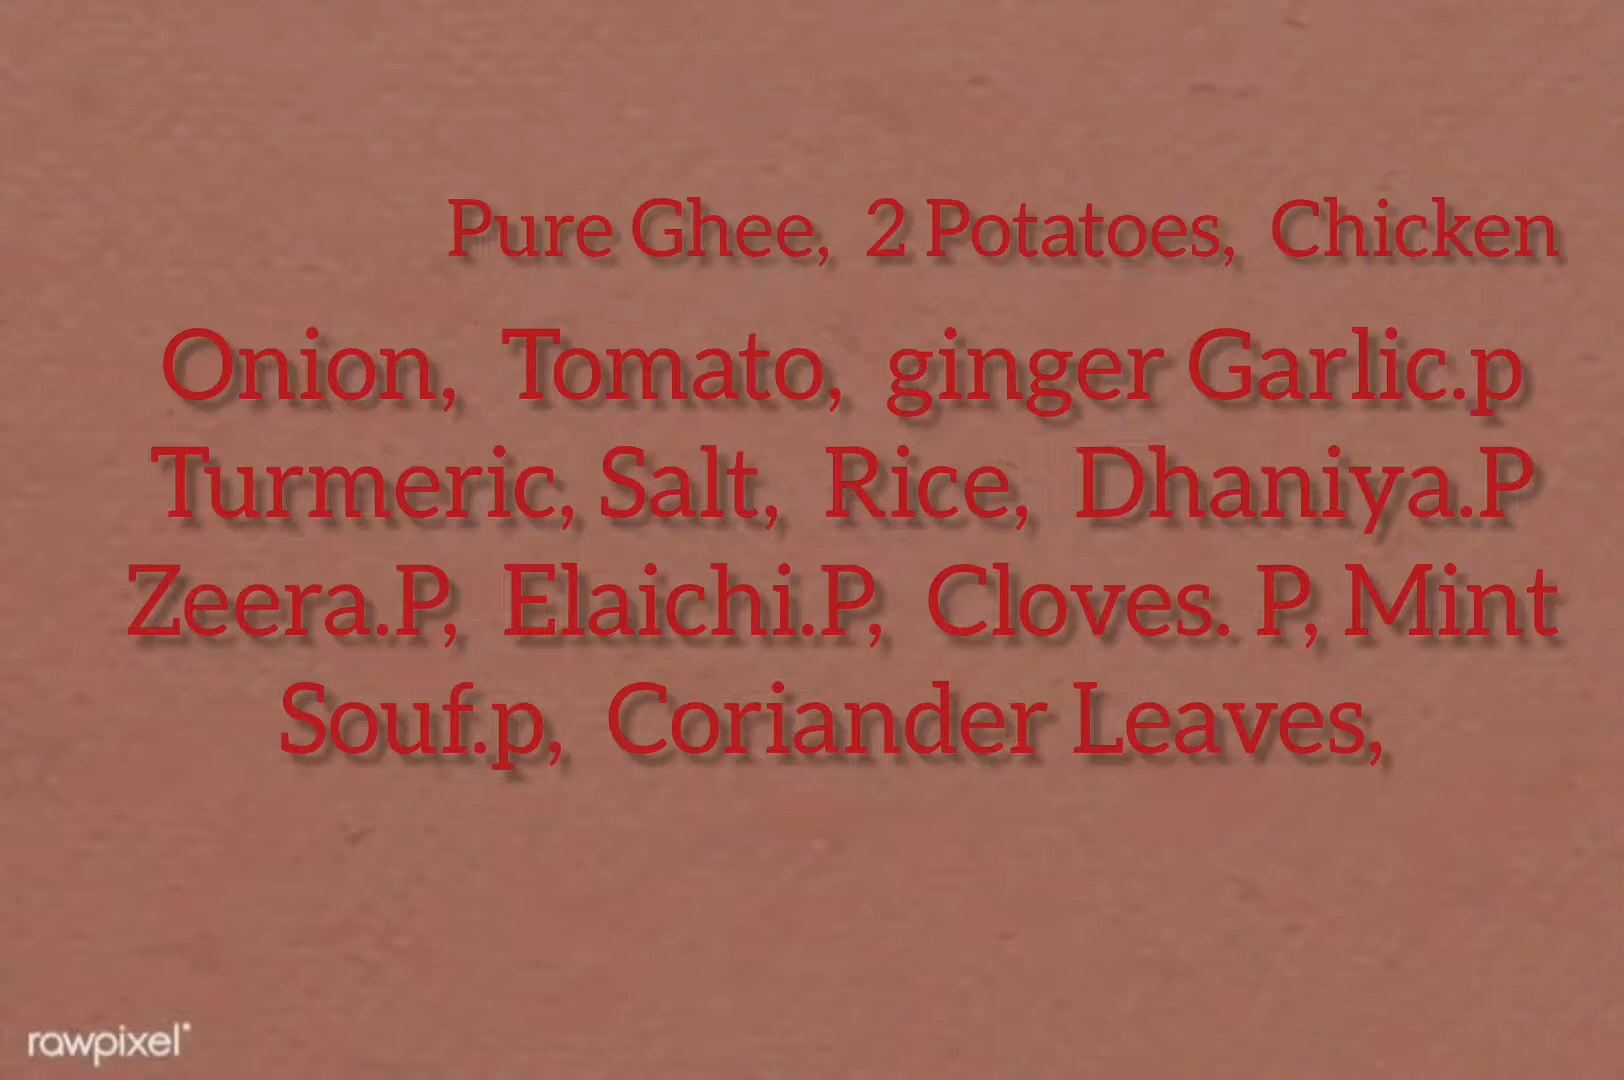 Pure Ghee, 2 Potatoes, Chicken
Onion, Tomato, ginger Garlic.p
Turmeric, Salt, Rice, Dhaniya.P
Zeera.P, Elaichi.P, Cloves. P, Mint
Souf.p, Coriander Leaves,
rawpixel